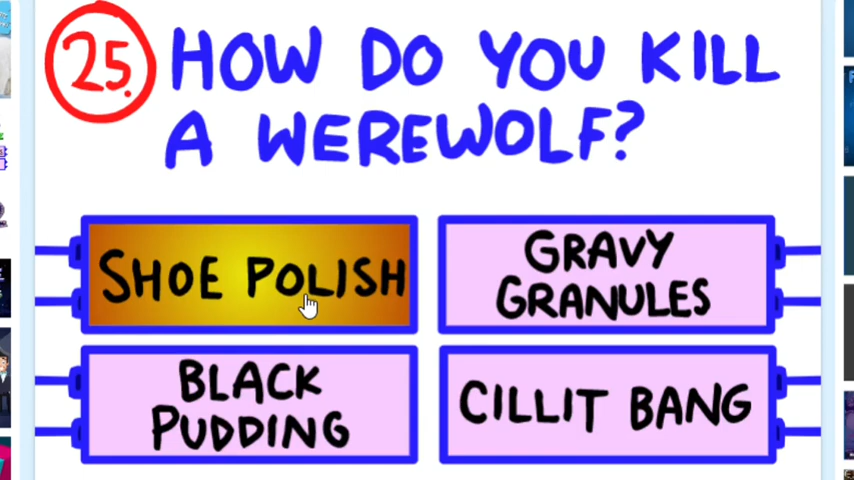 25. HOW DO YOU KILL
A WEREWOLF?
SHOE POLISH
GRAVY
GRANULES
BLACK
PUDDING
CILLIT BANG